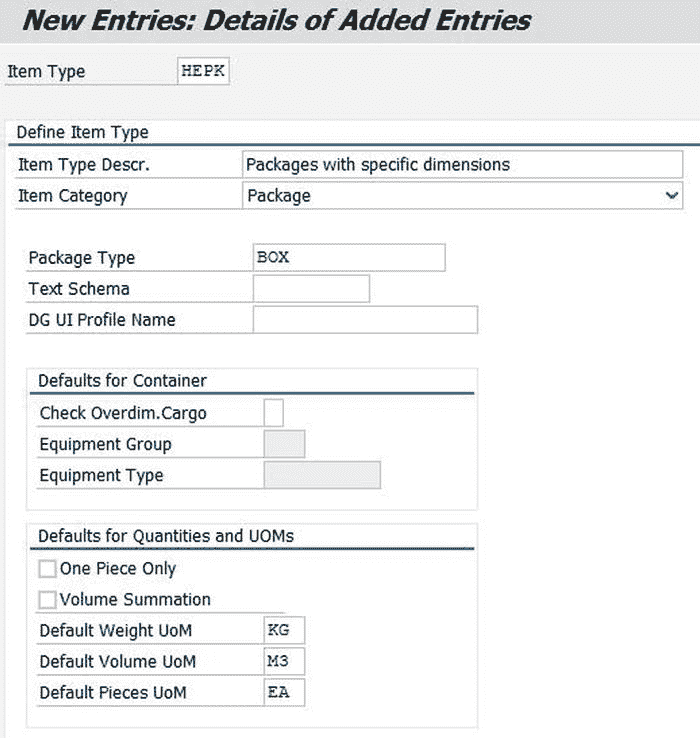 New Entries: Details of Added Entries
Item Type HEPK
Define Item Type
Item Type Descr. Packages with specific dimensions
Item Category Package
Package Type BOX
Text Schema
DG UI Profile Name
Defaults for Container
Check Overdim.Cargo
Equipment Group
Equipment Type
Defaults for Quantities and UOMs
One Piece Only
Volume Summation
Default Weight UoM KG
Default Volume UoM M3
Default Pieces UoM EA